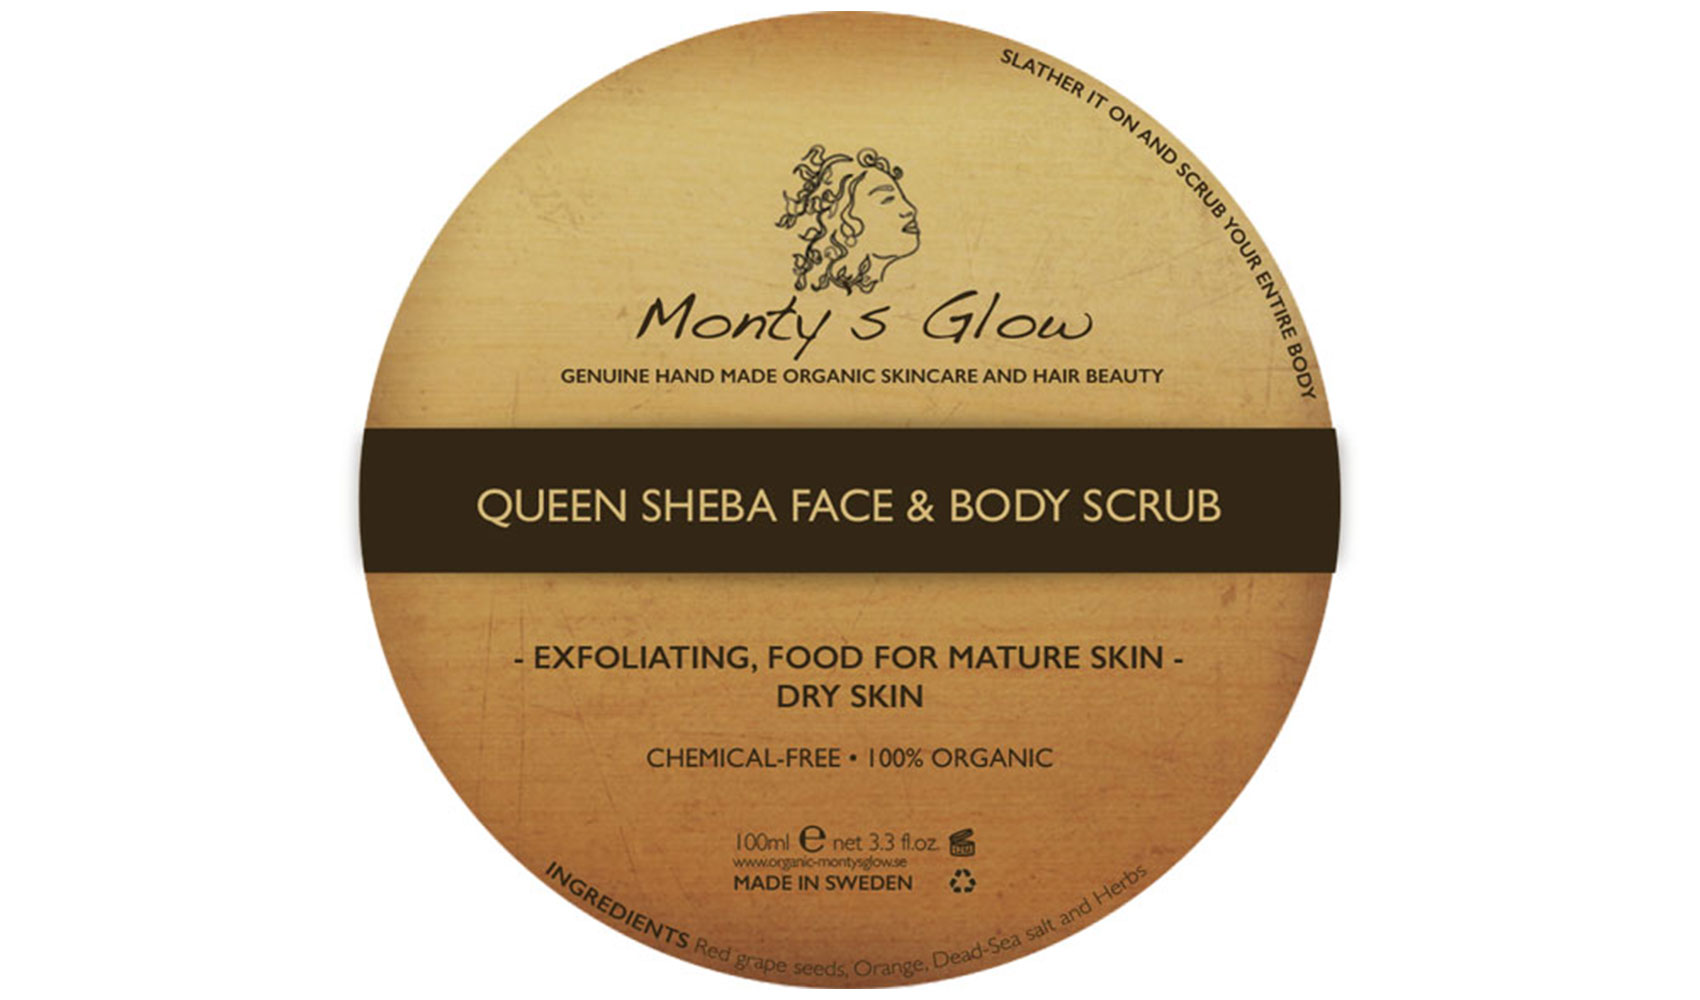 SLATHER IT ON AND SCRUB YOUR ENTIRE BODY
Monty s Glow
GENUINE HAND MADE ORGANIC SKINCARE AND HAIR BEAUTY
QUEEN SHEBA FACE & BODY SCRUB
- EXFOLIATING, FOOD FOR MATURE SKIN -
DRY SKIN
CHEMICAL-FREE • 100% ORGANIC
100ml e net 3.3 fl.oz.
www.organic-montysglow.se
MADE IN SWEDEN
INGREDIENTS Red grape seeds, Orange, Dead-Sea salt and Herbs